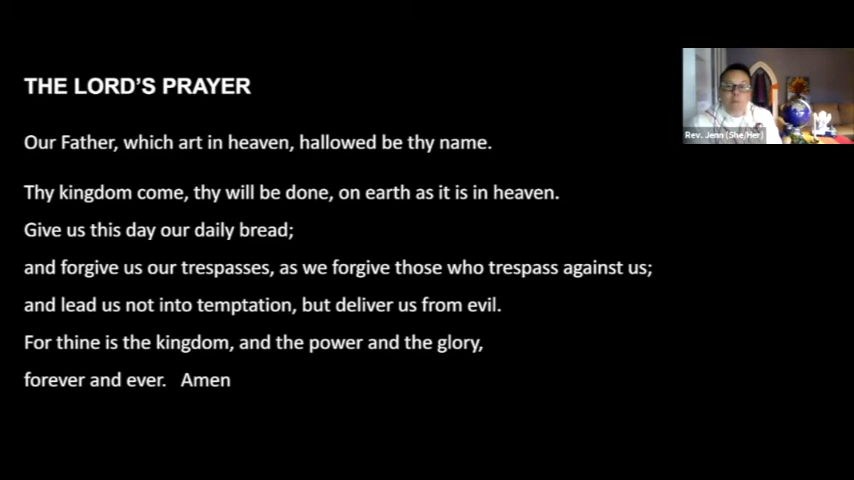 THE LORD'S PRAYER
Our Father, which art in heaven, hallowed be thy name.
Thy kingdom come, thy will be done, on earth as it is in heaven.
Give us this day our daily bread;
and forgive us our trespasses, as we forgive those who trespass against us;
and lead us not into temptation, but deliver us from evil.
For thine is the kingdom, and the power and the glory,
forever and ever.   Amen
Rev. Jenn (She/Her)